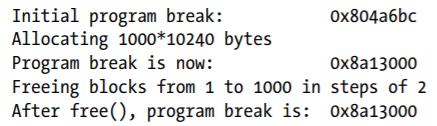 Initial program break:          0x804a6bc
Allocating 1000*10240 bytes
Program break is now:           0x8a13000
Freeing blocks from 1 to 1000 in steps of 2
After free(), program break is: 0x8a13000